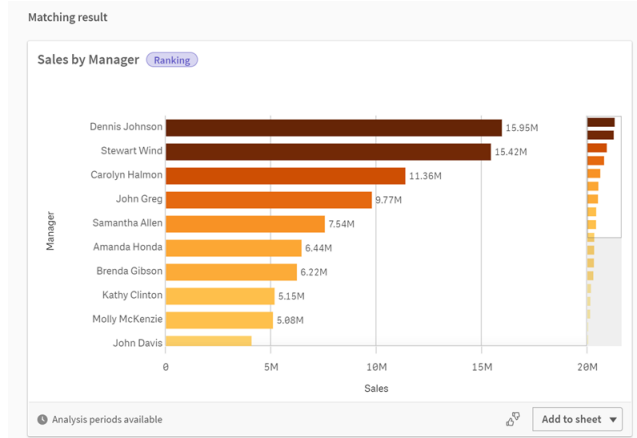 Matching result
Sales by Manager Ranking
Dennis Johnson 15.95M
Stewart Wind 15.42M
Carolyn Halmon 11.36M
John Greg 9.77M
Samantha Allen 7.54M
Amanda Honda 6.44M
Brenda Gibson 6.22M
Kathy Clinton 5.15M
Molly McKenzie 5.08M
John Davis
Manager
0 5M 10M 15M 20M
Sales
Analysis periods available Add to sheet